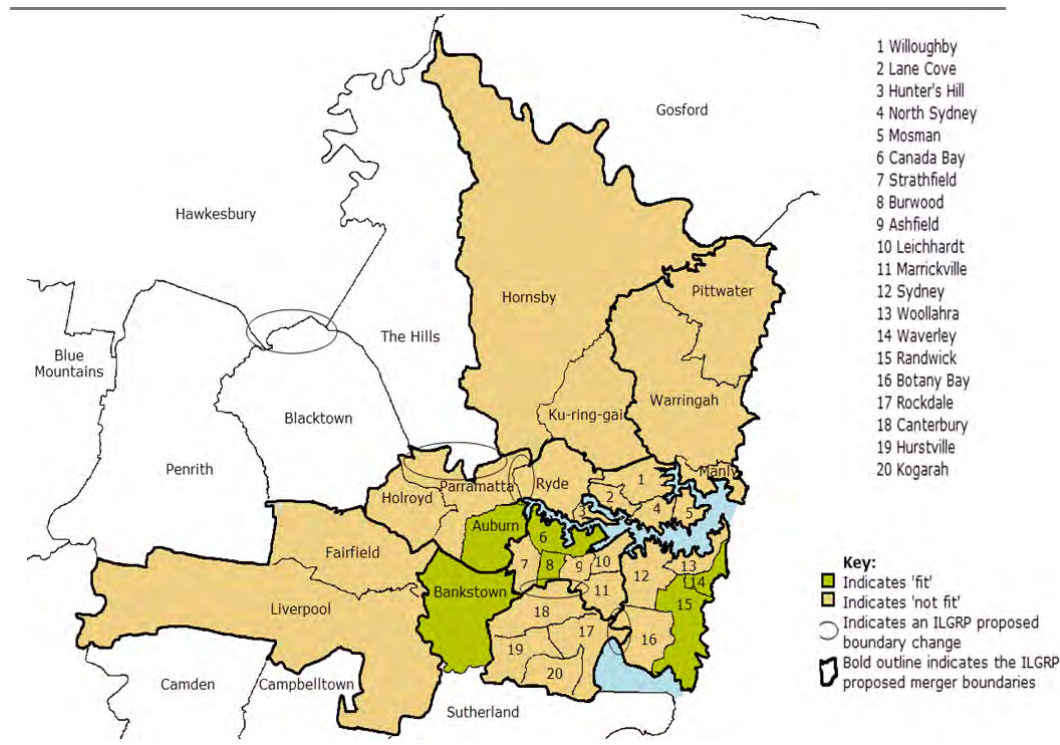 Gosford
Hawkesbury
Hornsby
Pittwater
The Hills
Blue
Mountains
Warringah
Blacktown
Ku-ring-gai
Penrith
Manly
Parramatta
Ryde
Holroyd
Auburn
Fairfield
Bankstown
Liverpool
Camden
Campbelltown
Sutherland
1
2
3
4
5
6
7
8
9
10
11
12
13
14
15
16
17
18
19
20
1 Willoughby
2 Lane Cove
3 Hunter's Hill
4 North Sydney
5 Mosman
6 Canada Bay
7 Strathfield
8 Burwood
9 Ashfield
10 Leichhardt
11 Marrickville
12 Sydney
13 Woollahra
14 Waverley
15 Randwick
16 Botany Bay
17 Rockdale
18 Canterbury
19 Hurstville
20 Kogarah
Key:
Indicates 'fit'
Indicates 'not fit'
Indicates an ILGRP proposed
boundary change
Bold outline indicates the ILGRP
proposed merger boundaries